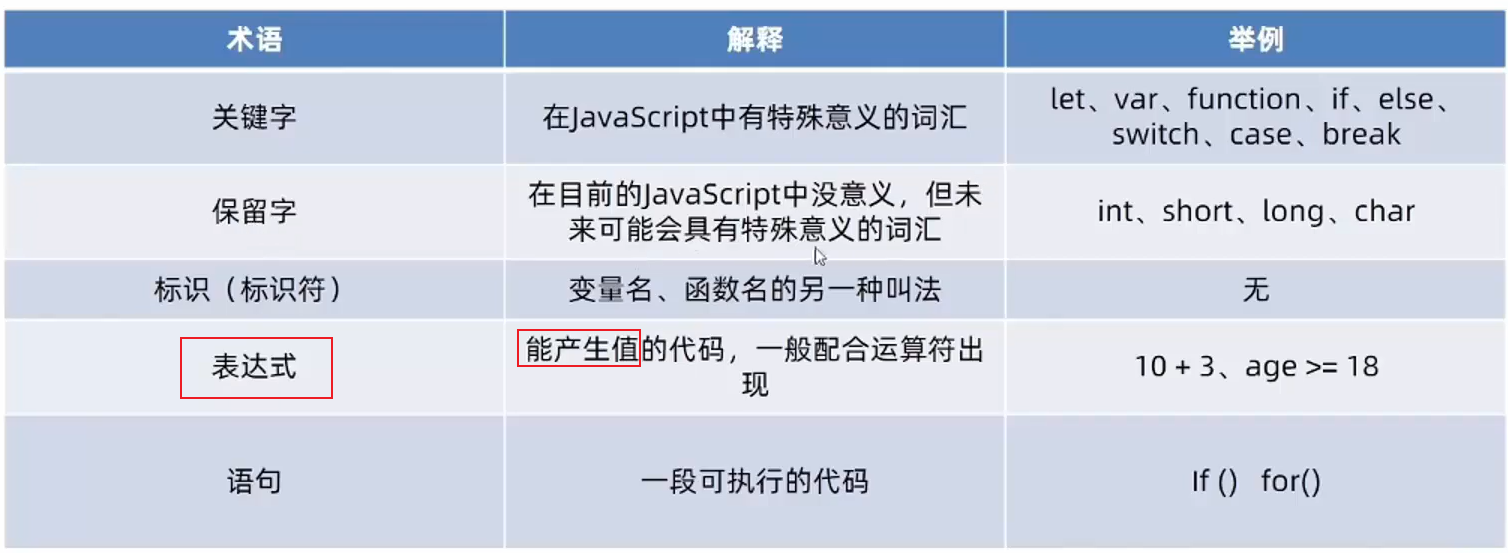 术语
解释
举例
关键字
在JavaScript中有特殊意义的词汇
let、var、function、if、else、
switch、case、break
保留字
在目前的JavaScript中没意义，但未
来可能会具有特殊意义的词汇
int、short、long、char
标识（标识符）
变量名、函数名的另一种叫法
无
表达式
能产生值的代码，一般配合运算符出
现
10 + 3、age >= 18
语句
一段可执行的代码
If () for()